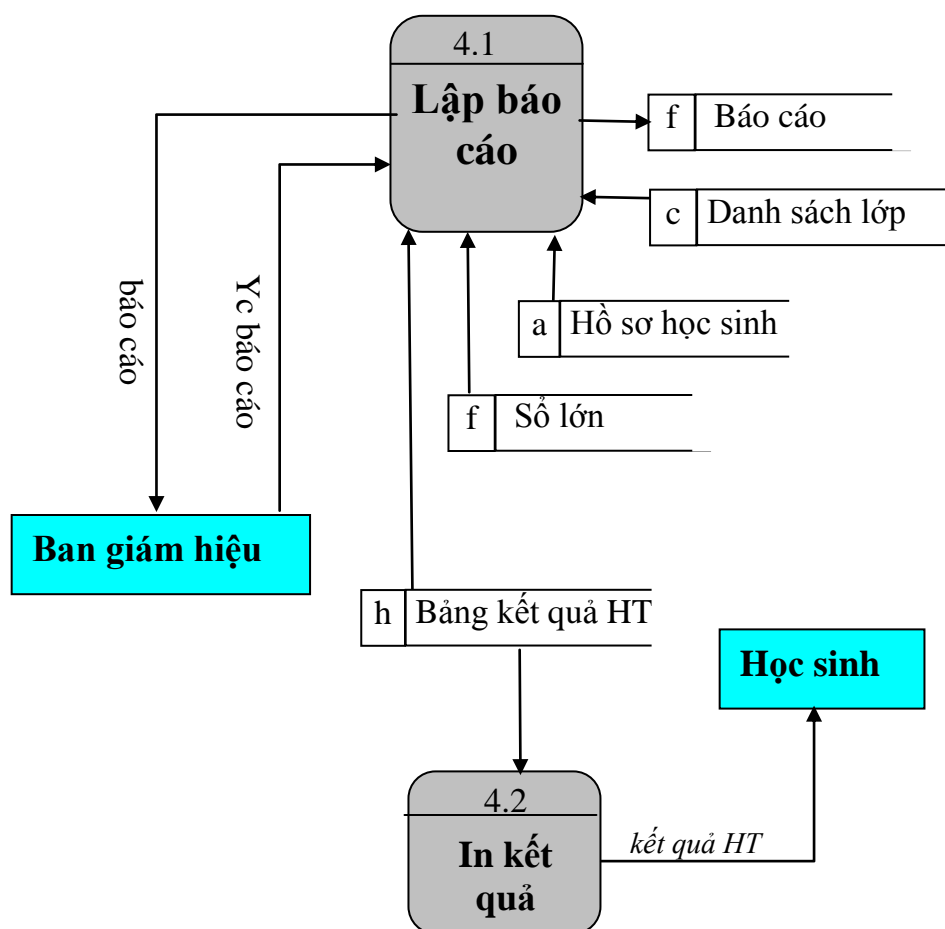 4.1
Lập báo
cáo
f Báo cáo
c Danh sách lớp
báo cáo
Yc báo cáo
a Hồ sơ học sinh
f Sổ lớn
Ban giám hiệu
h Bảng kết quả HT
Học sinh
4.2
In kết
quả
kết quả HT